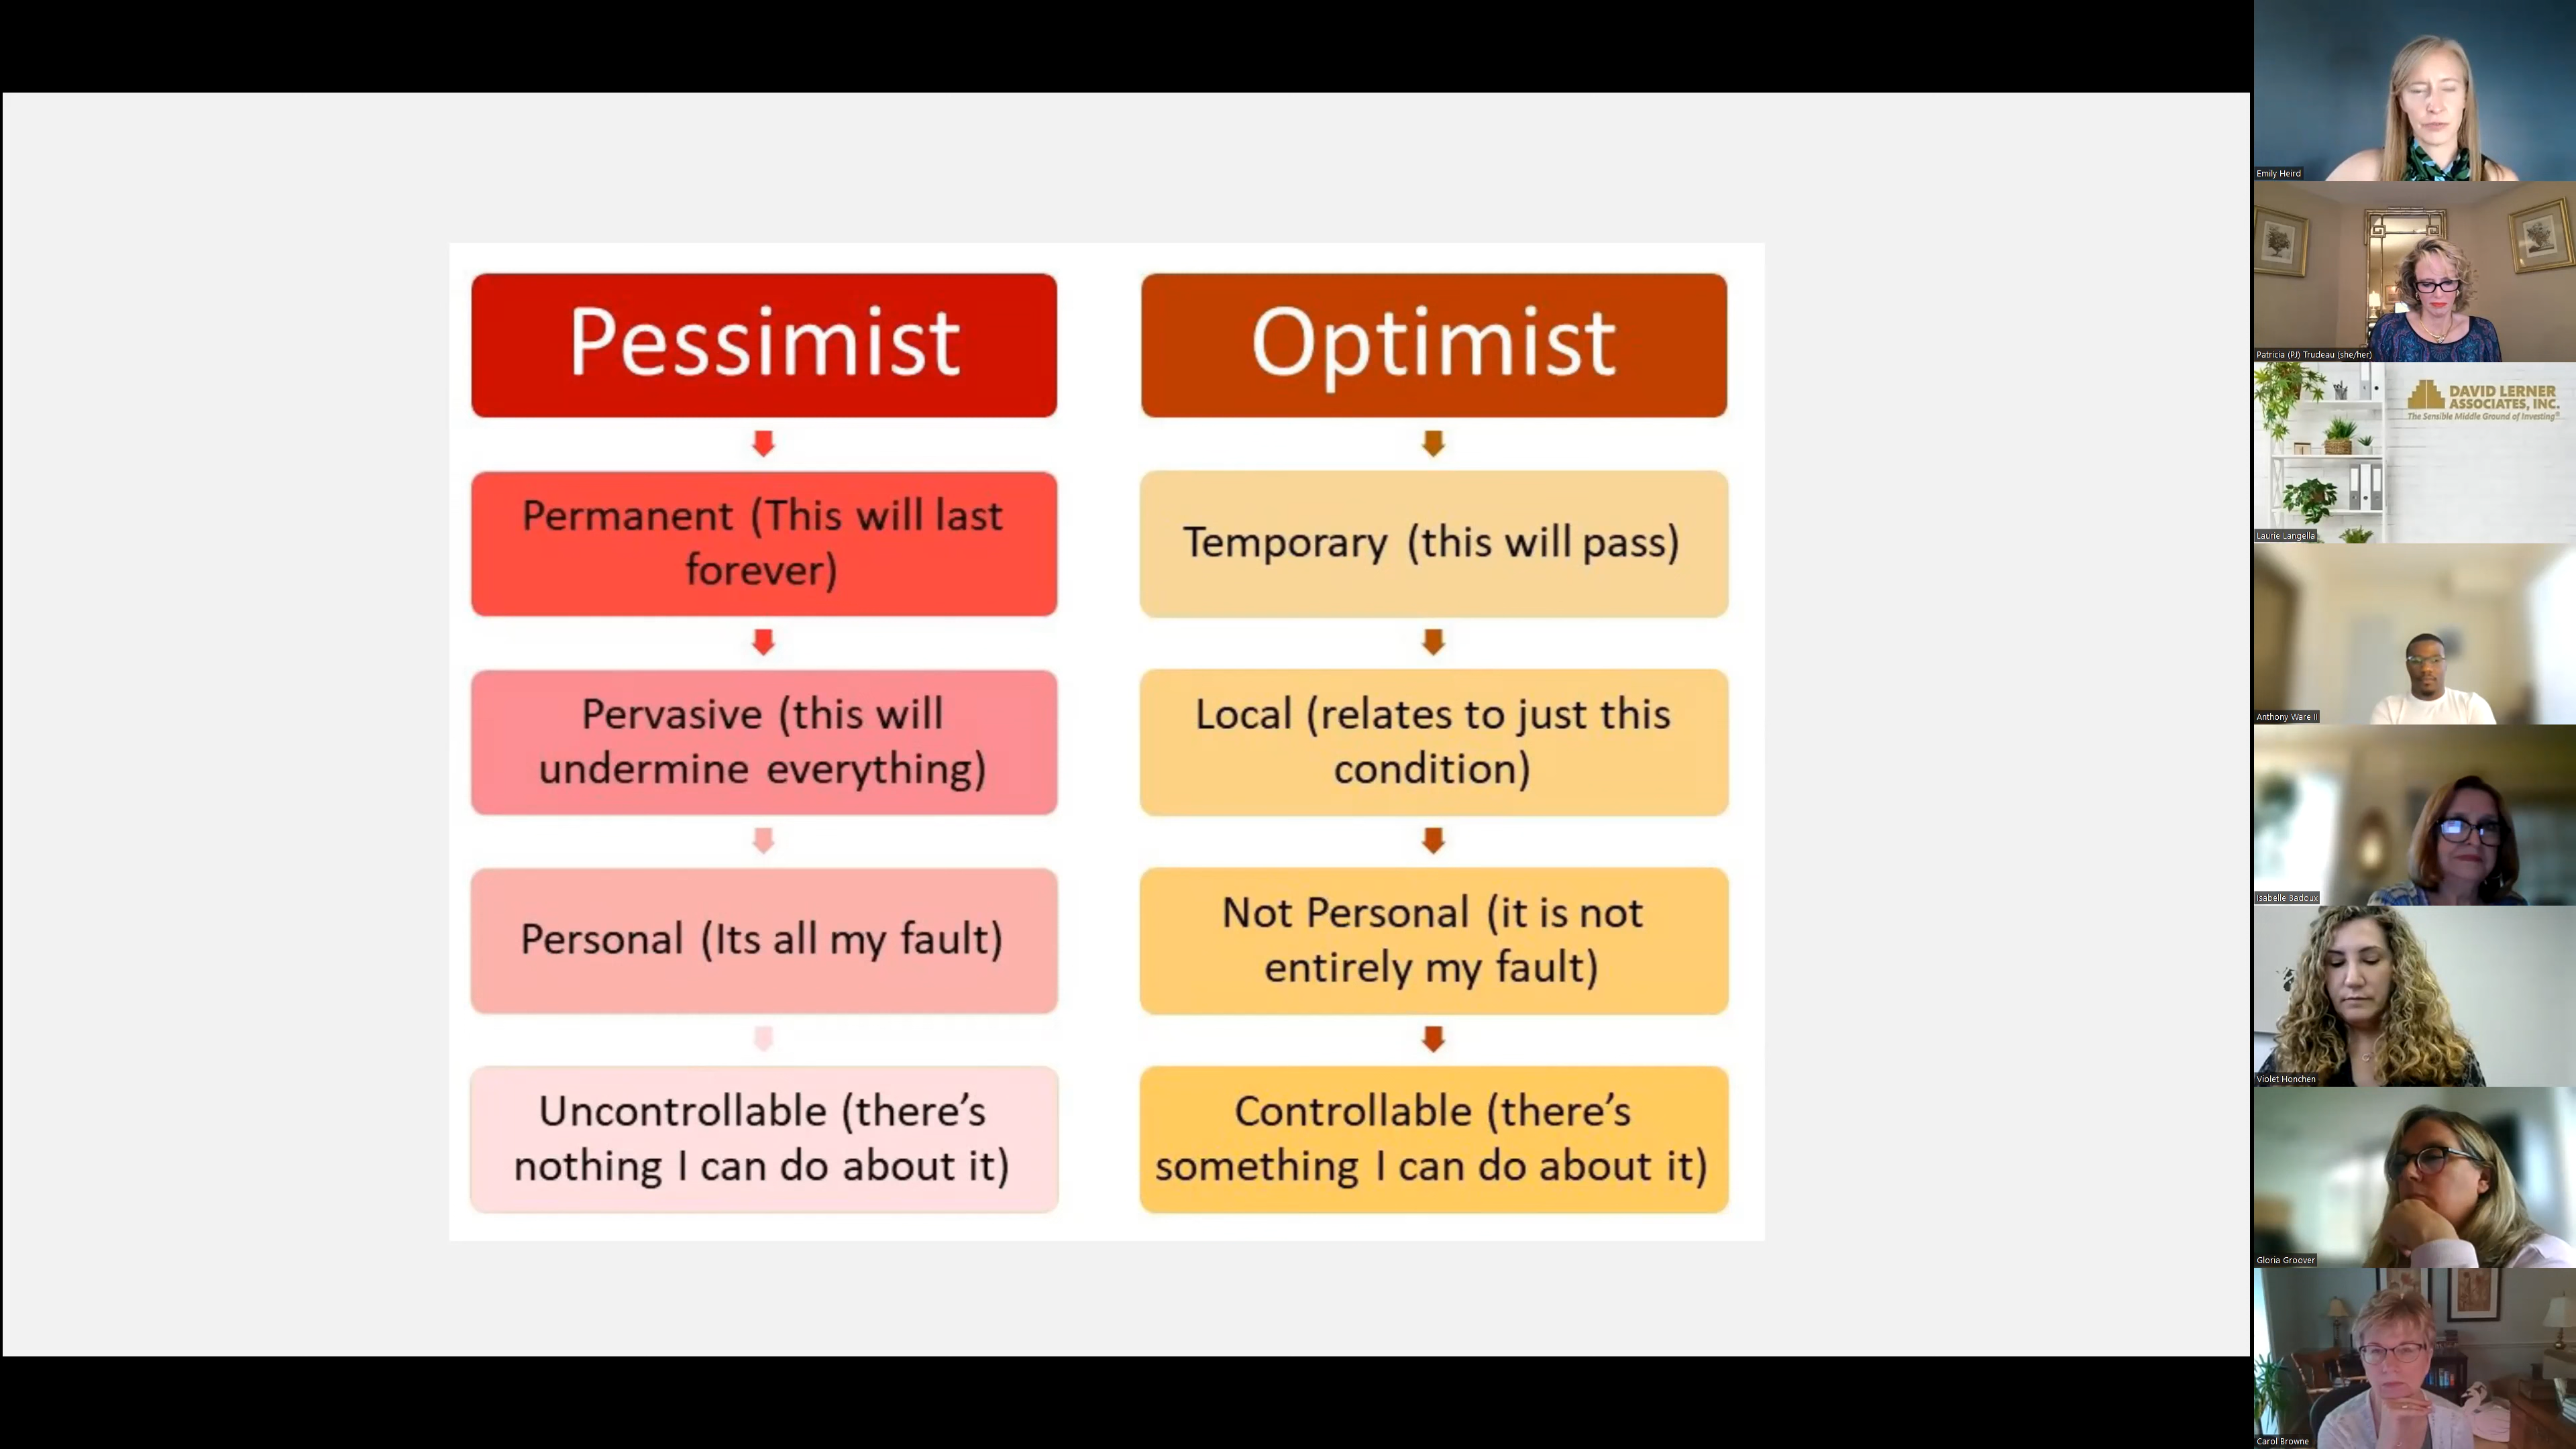 Pessimist
Permanent (This will last
forever)
Pervasive (this will
undermine everything)
Personal (Its all my fault)
Uncontrollable (there’s
nothing I can do about it)
Optimist
Temporary (this will pass)
Local (relates to just this
condition)
Not Personal (it is not
entirely my fault)
Controllable (there’s
something I can do about it)
Emily Heird
Patricia (PJ) Trudeau (she/her)
DAVID LERNER
ASSOCIATES, INC.
The Sensible Middle Ground of Investing®
Laurie Langella
Anthony Ware II
Isabelle Badoux
Violet Honchen
Gloria Groover
Carol Browne